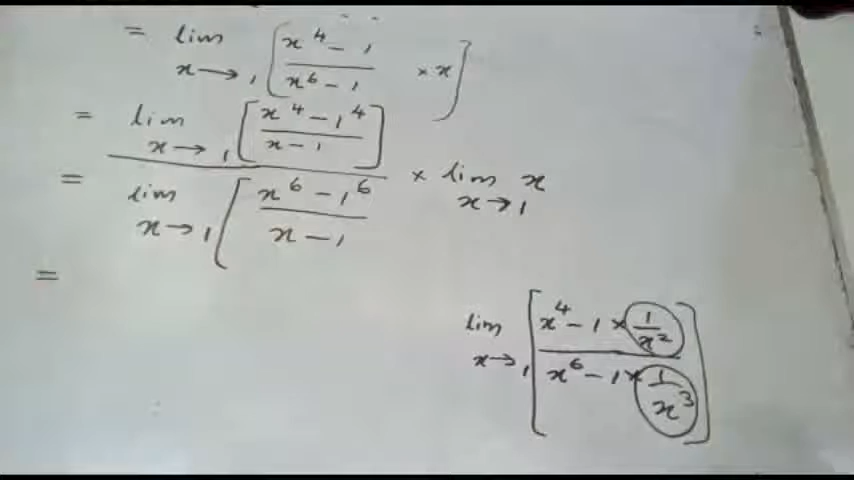 = lim x→1 [ x⁴ - 1 / x⁶ - 1 × x ]
= lim x→1 [ x⁴ - 1⁴ / x - 1 ]
= lim x→1 [ x⁶ - 1⁶ / x - 1 × lim x→1 x
=
lim x→1 [ x⁴ - 1 × 1/x² / x⁶ - 1 × 1/x³ ]